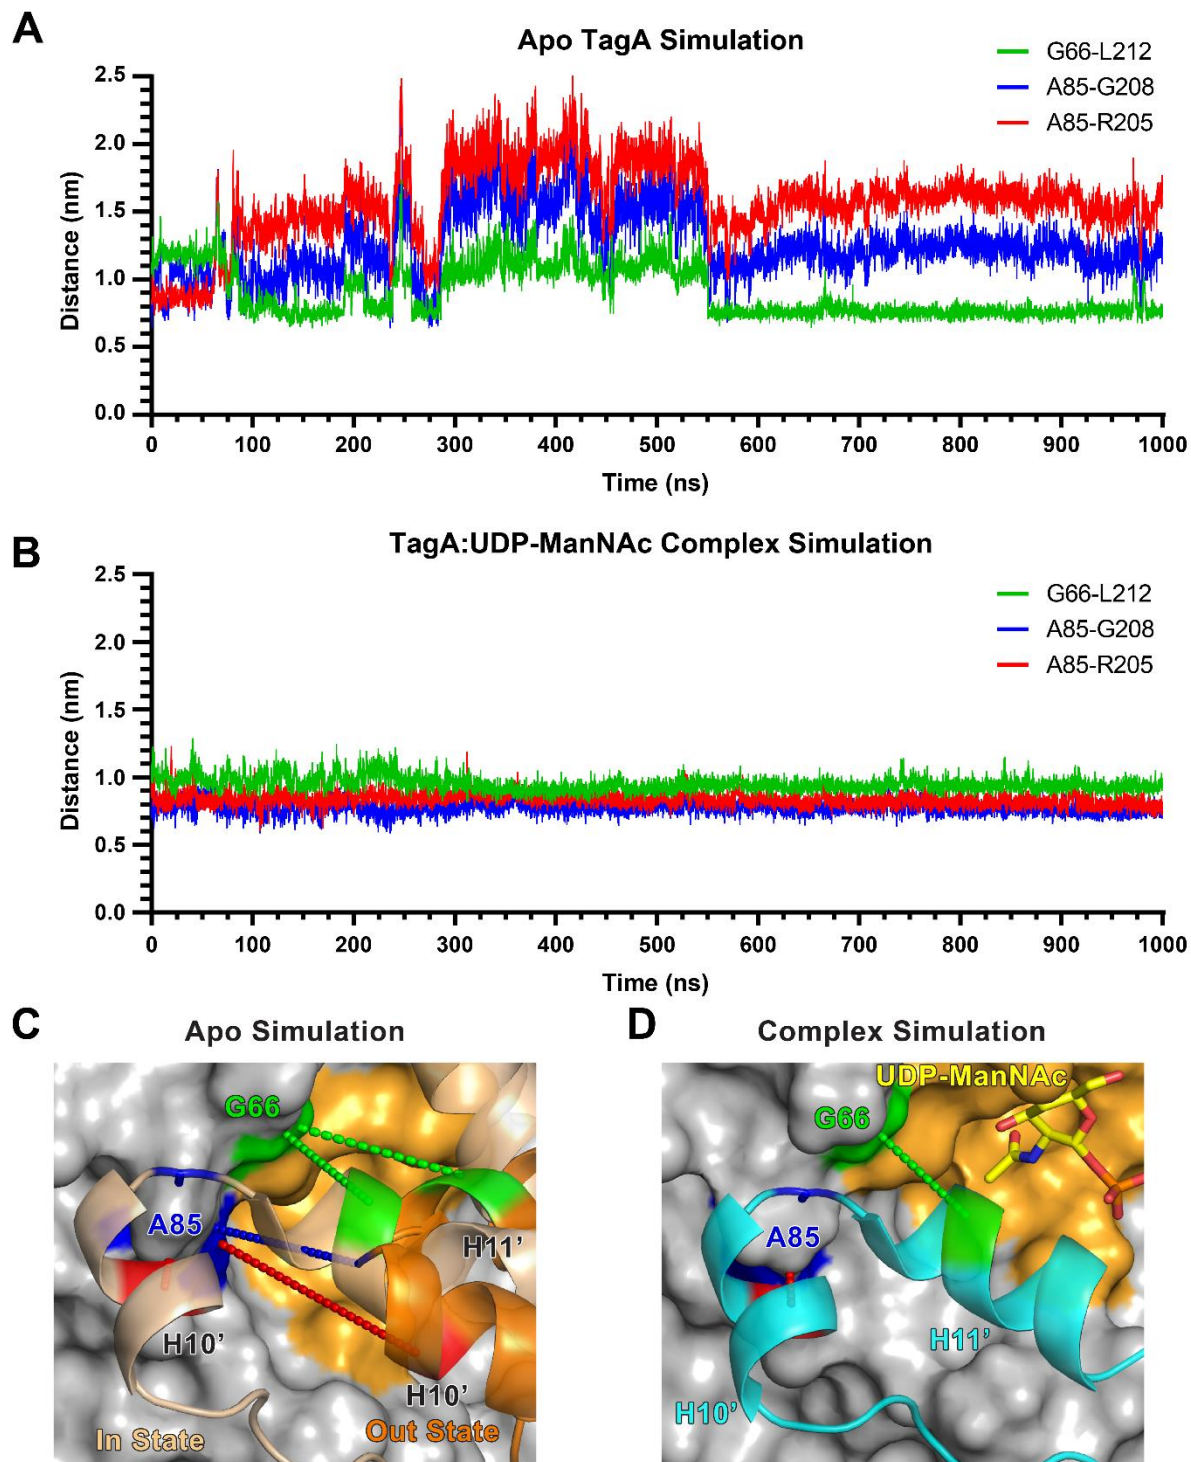 A
Apo TagA Simulation
G66-L212
A85-G208
A85-R205
2.5
2.0
1.5
1.0
0.5
0.0
Distance (nm)
0 100 200 300 400 500 600 700 800 900 1000
Time (ns)
B
TagA:UDP-ManNAc Complex Simulation
G66-L212
A85-G208
A85-R205
2.5
2.0
1.5
1.0
0.5
0.0
Distance (nm)
0 100 200 300 400 500 600 700 800 900 1000
Time (ns)
C
Apo Simulation
G66
A85
H11’
H10’
H10’
In State
Out State
D
Complex Simulation
UDP-ManNAc
G66
A85
H11’
H10’